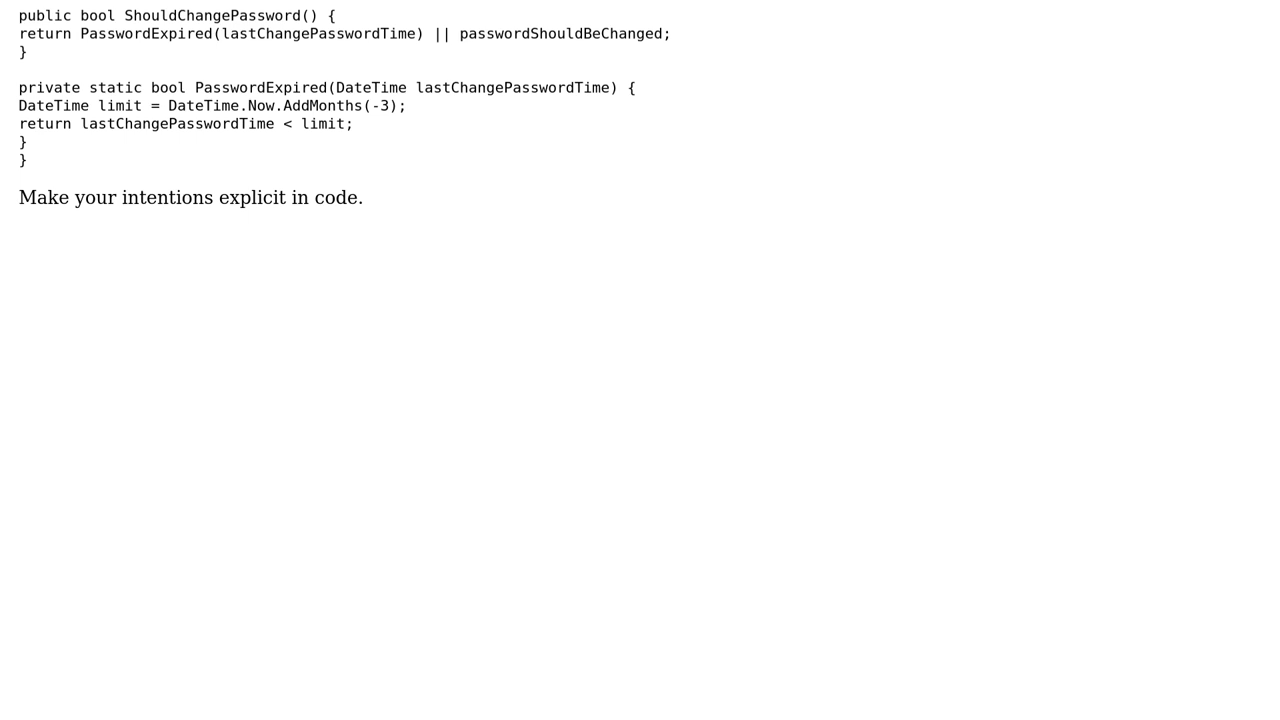 public bool ShouldChangePassword() {
return PasswordExpired(lastChangePasswordTime) || passwordShouldBeChanged;
}

private static bool PasswordExpired(DateTime lastChangePasswordTime) {
DateTime limit = DateTime.Now.AddMonths(-3);
return lastChangePasswordTime < limit;
}
}

Make your intentions explicit in code.